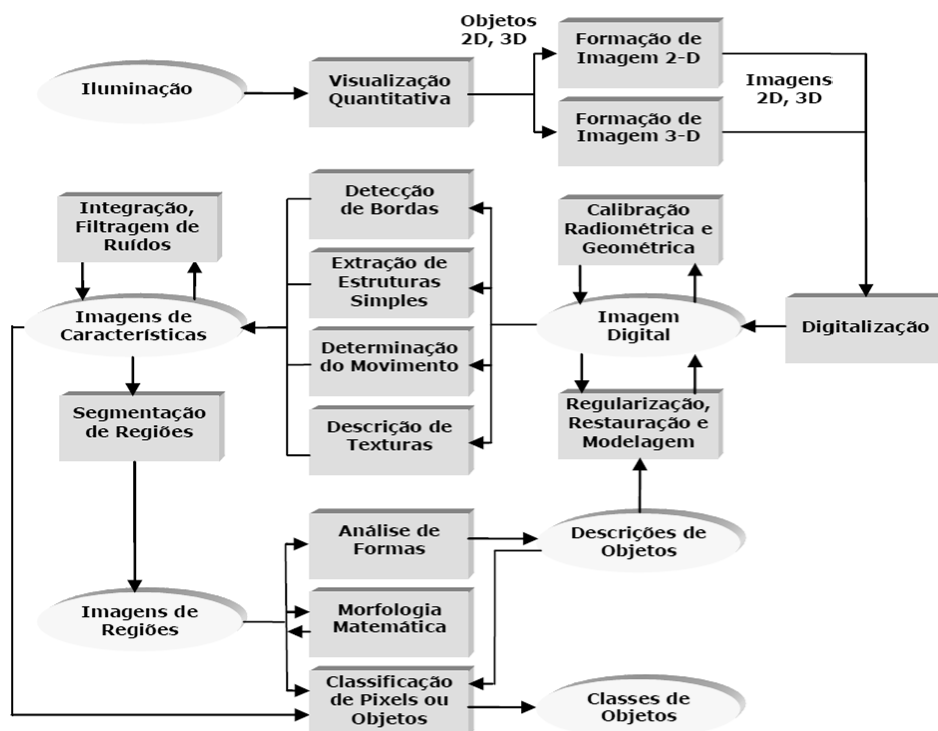 Objetos
2D, 3D
Iluminação
Visualização
Quantitativa
Formação de
Imagem 2-D
Imagens
2D, 3D
Formação de
Imagem 3-D
Integração,
Filtragem de
Ruídos
Detecção
de Bordas
Calibração
Radiométrica e
Geométrica
Extração de
Estruturas
Simples
Imagens de
Características
Imagem
Digital
Digitalização
Determinação
do Movimento
Segmentação
de Regiões
Descrição de
Texturas
Regularização,
Restauração e
Modelagem
Análise de
Formas
Descrições de
Objetos
Imagens de
Regiões
Morfologia
Matemática
Classificação
de Pixels ou
Objetos
Classes de
Objetos